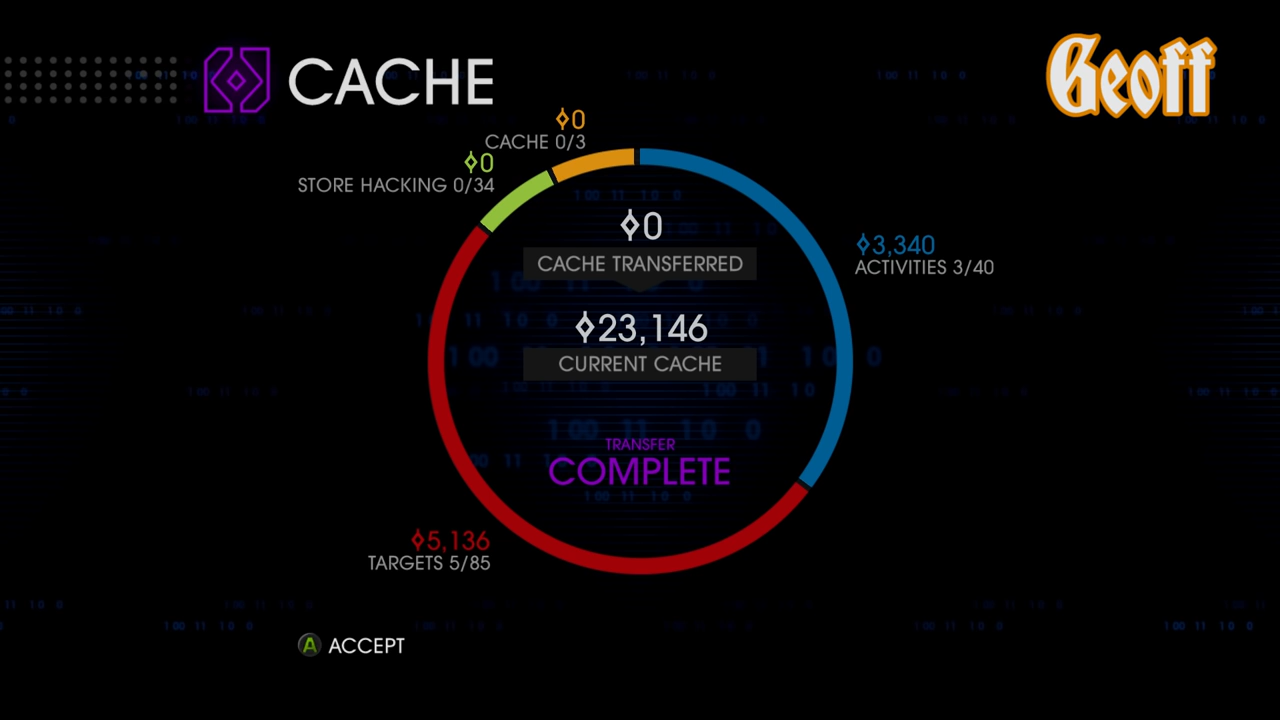 CACHE
Geoff
0
CACHE 0/3
0
STORE HACKING 0/34
0
CACHE TRANSFERRED
3,340
ACTIVITIES 3/40
23,146
CURRENT CACHE
TRANSFER
COMPLETE
5,136
TARGETS 5/85
A ACCEPT